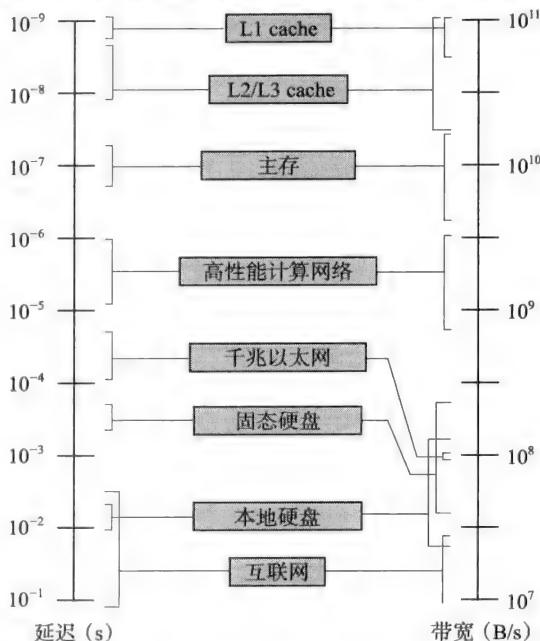 10⁻⁹ L1 cache 10¹¹
10⁻⁸ L2/L3 cache
10⁻⁷ 主存 10¹⁰
10⁻⁶
高性能计算网络
10⁻⁵ 10⁹
千兆以太网
10⁻⁴
固态硬盘
10⁻³ 10⁸
10⁻² 本地硬盘
互联网
10⁻¹ 10⁷
延迟（s） 带宽（B/s）